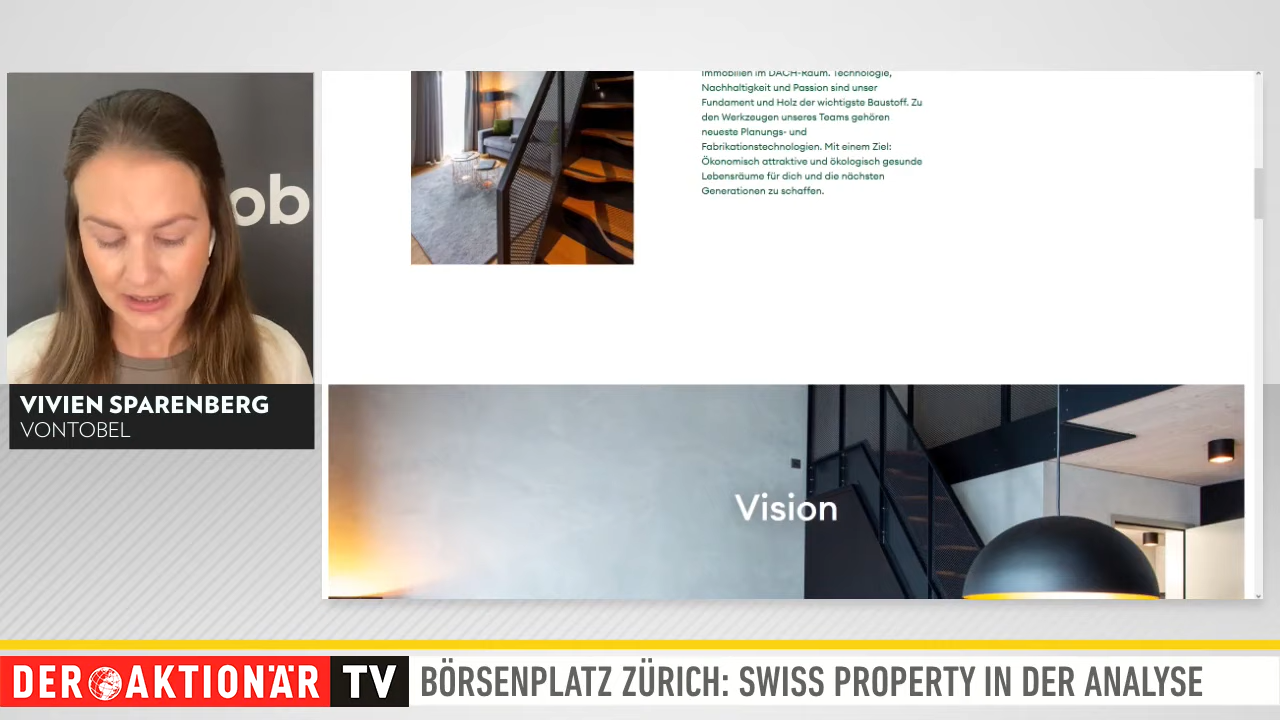 ob
VIVIEN SPARENBERG
VONTOBEL
Immobilien im DACH-Raum. Technologie,
Nachhaltigkeit und Passion sind unser
Fundament und Holz der wichtigste Baustoff. Zu
den Werkzeugen unseres Teams gehören
neueste Planungs- und
Fabrikationstechnologien. Mit einem Ziel:
Ökonomisch attraktive und ökologisch gesunde
Lebensräume für dich und die nächsten
Generationen zu schaffen.
Vision
DER AKTIONÄR TV
BÖRSENPLATZ ZÜRICH: SWISS PROPERTY IN DER ANALYSE